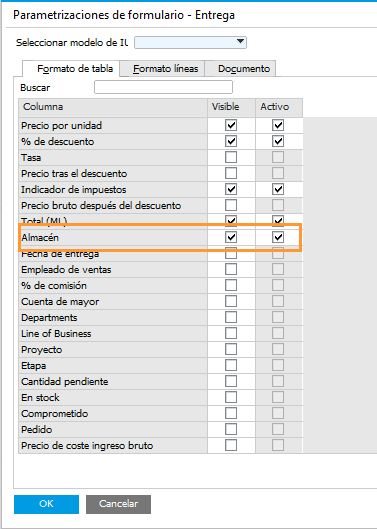 Parametrizaciones de formulario - Entrega
Seleccionar modelo de IU
Formato de tabla Formato líneas Documento
Buscar
Columna Visible Activo
Precio por unidad
% de descuento
Tasa
Precio tras el descuento
Indicador de impuestos
Precio bruto después del descuento
Total (ML)
Almacén
Fecha de entrega
Empleado de ventas
% de comisión
Cuenta de mayor
Departments
Line of Business
Proyecto
Etapa
Cantidad pendiente
En stock
Comprometido
Pedido
Precio de coste ingreso bruto
OK Cancelar